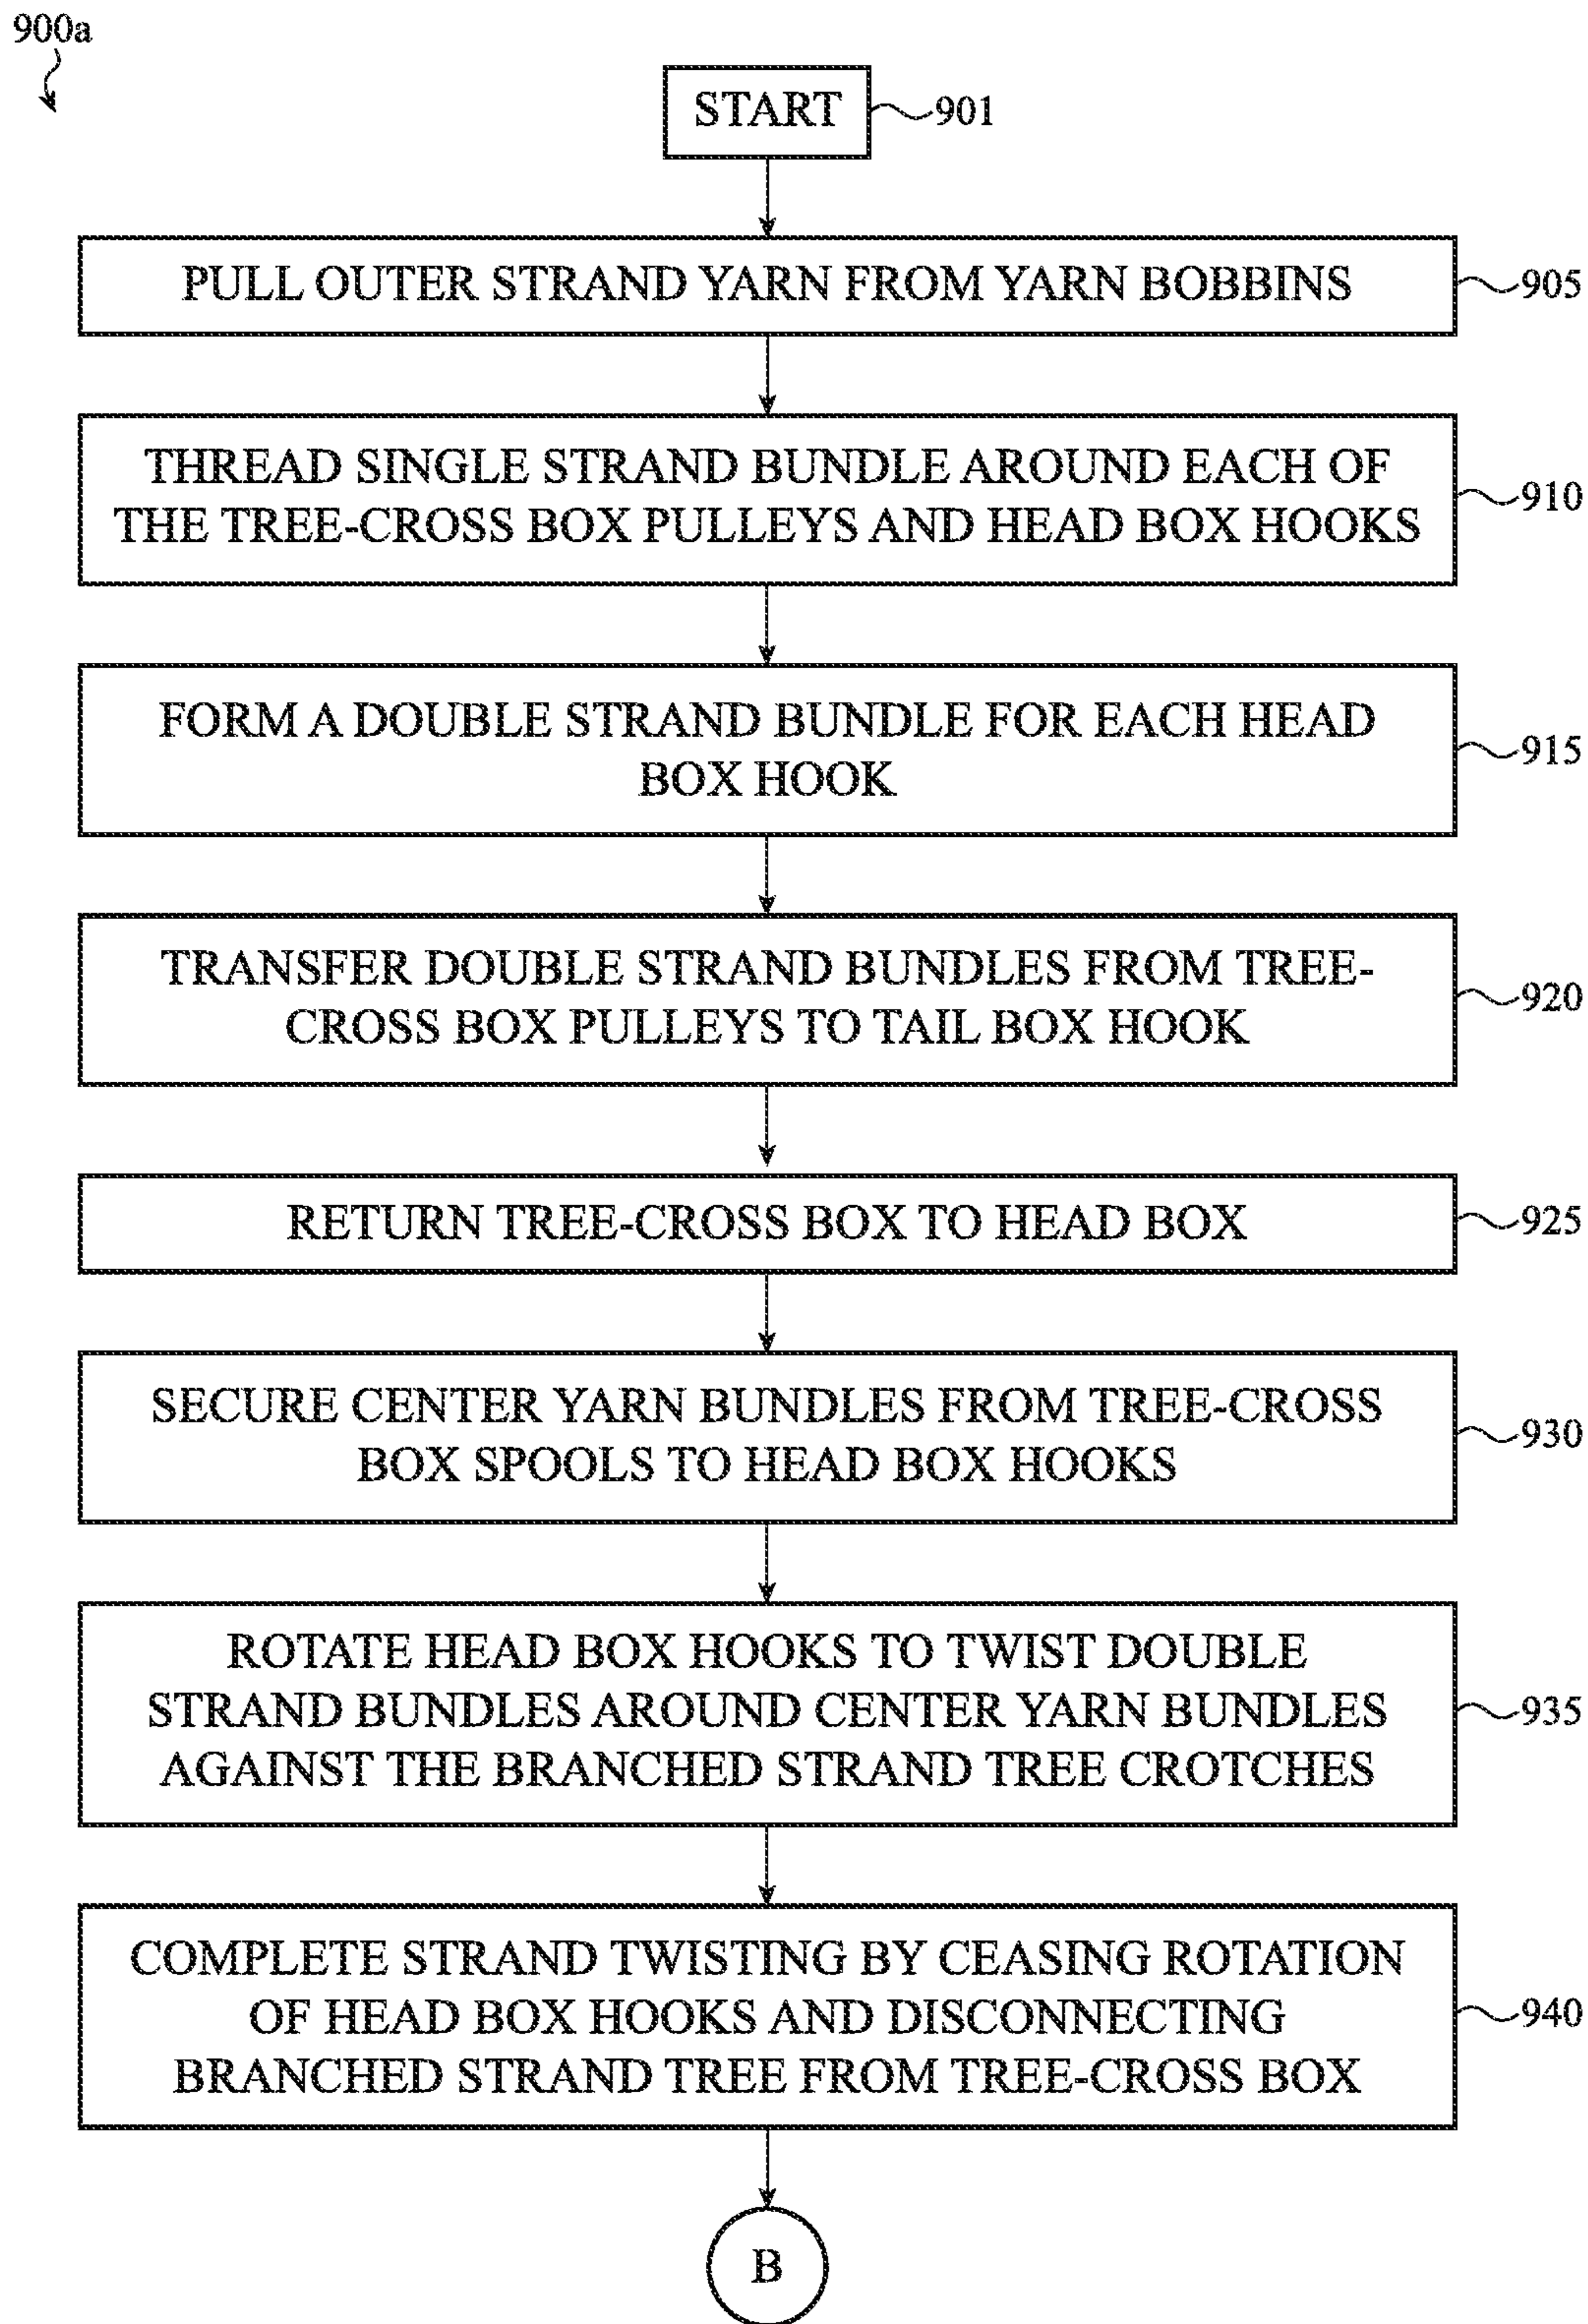 900a
START
901
PULL OUTER STRAND YARN FROM YARN BOBBINS
905
THREAD SINGLE STRAND BUNDLE AROUND EACH OF
THE TREE-CROSS BOX PULLEYS AND HEAD BOX HOOKS
910
FORM A DOUBLE STRAND BUNDLE FOR EACH HEAD
BOX HOOK
915
TRANSFER DOUBLE STRAND BUNDLES FROM TREE-
CROSS BOX PULLEYS TO TAIL BOX HOOK
920
RETURN TREE-CROSS BOX TO HEAD BOX
925
SECURE CENTER YARN BUNDLES FROM TREE-CROSS
BOX SPOOLS TO HEAD BOX HOOKS
930
ROTATE HEAD BOX HOOKS TO TWIST DOUBLE
STRAND BUNDLES AROUND CENTER YARN BUNDLES
AGAINST THE BRANCHED STRAND TREE CROTCHES
935
COMPLETE STRAND TWISTING BY CEASING ROTATION
OF HEAD BOX HOOKS AND DISCONNECTING
BRANCHED STRAND TREE FROM TREE-CROSS BOX
940
B